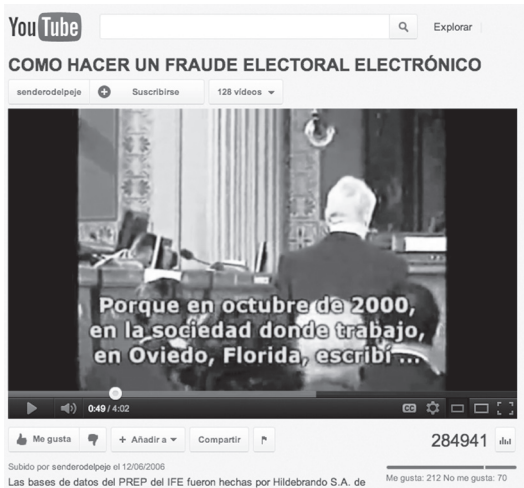 YouTube
Explorar
COMO HACER UN FRAUDE ELECTORAL ELECTRÓNICO
senderodelpeje Suscribirse 128 vídeos
Porque en octubre de 2000,
en la sociedad donde trabajo,
en Oviedo, Florida, escribí ...
0:49 / 4:02 CC
Me gusta + Añadir a Compartir 284941
Subido por senderodelpeje el 12/06/2006
Me gusta: 212 No me gusta: 70
Las bases de datos del PREP del IFE fueron hechas por Hildebrando S.A. de